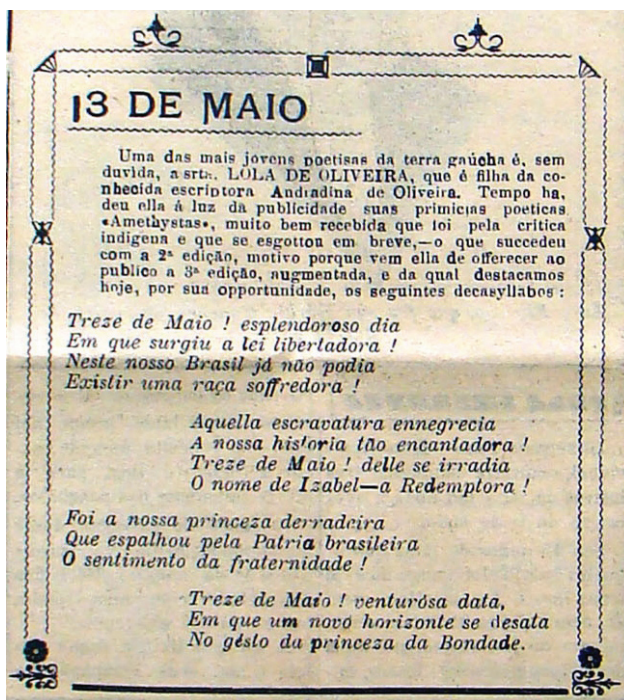 13 DE MAIO
Uma das mais jovens poetisas da terra gaúcha é, sem
duvida, a srta. LOLA DE OLIVEIRA, que é filha da co-
nhecida escriptora Andradina de Oliveira. Tempo ha,
deu ella á luz da publicidade suas primicias poeticas
«Amethystas», muito bem recebida que foi pela critica
indigena e que se esgotton em breve,—o que succedeu
com a 2ª edição, motivo porque vem ella de offerecer ao
publico a 3ª edição, augmentada, e da qual destacamos
hoje, por sua opportunidade, os seguintes decasyllabos :
Treze de Maio ! esplendoroso dia
Em que surgiu a lei libertadora !
Neste nosso Brasil já não podia
Existir uma raça soffredora !
Aquella escravatura ennegrecia
A nossa historia tão encantadora !
Treze de Maio ! delle se irradia
O nome de Izabel—a Redemptora !
Foi a nossa princeza derradeira
Que espalhou pela Patria brasileira
O sentimento da fraternidade !
Treze de Maio ! venturósa data,
Em que um novo horizonte se desata
No gésto da princeza da Bondade.